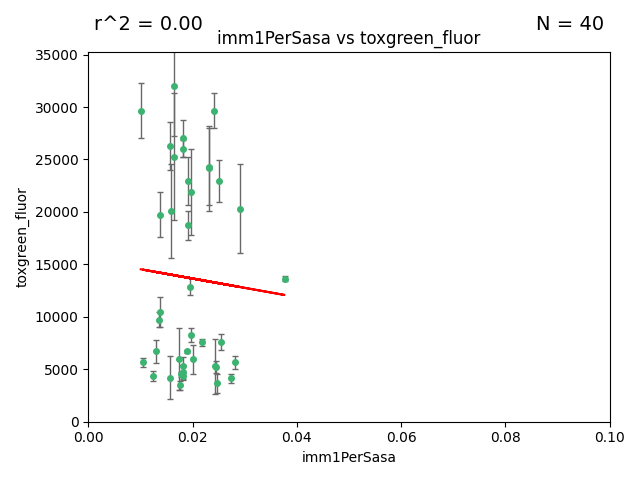 r^2 = 0.00
N = 40
imm1PerSasa vs toxgreen_fluor
35000
30000
25000
20000
15000
10000
5000
0
toxgreen_fluor
0.00
0.02
0.04
0.06
0.08
0.10
imm1PerSasa